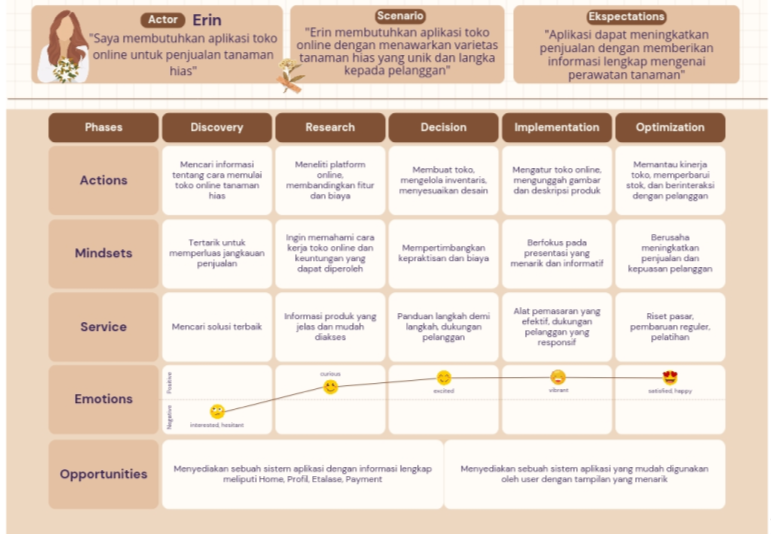 Actor Erin
"Saya membutuhkan aplikasi toko
online untuk penjualan tanaman
hias"
Scenario
"Erin membutuhkan aplikasi toko
online dengan menawarkan varietas
tanaman hias yang unik dan langka
kepada pelanggan"
Ekspectations
"Aplikasi dapat meningkatkan
penjualan dengan memberikan
informasi lengkap mengenai
perawatan tanaman"
Phases
Discovery
Research
Decision
Implementation
Optimization
Actions
Mencari informasi
tentang cara memulai
toko online tanaman
hias
Meneliti platform
online,
membandingkan fitur
dan biaya
Membuat toko,
mengelola inventaris,
menyesuaikan desain
Mengatur toko online,
mengunggah gambar
dan deskripsi produk
Memantau kinerja
toko, memperbarui
stok, dan berinteraksi
dengan pelanggan
Mindsets
Tertarik untuk
memperluas jangkauan
penjualan
Ingin memahami cara
kerja toko online dan
keuntungan yang
dapat diperoleh
Mempertimbangkan
kepraktisan dan biaya
Berfokus pada
presentasi yang
menarik dan informatif
Berusaha
meningkatkan
penjualan dan
kepuasan pelanggan
Service
Mencari solusi terbaik
Informasi produk yang
jelas dan mudah
diakses
Panduan langkah demi
langkah, dukungan
pelanggan
Alat pemasaran yang
efektif, dukungan
pelanggan yang
responsif
Riset pasar,
pembaruan reguler,
pelatihan
Emotions
Positive
Negative
interested, hesitant
curious
excited
vibrant
satisfied, happy
Opportunities
Menyediakan sebuah sistem aplikasi dengan informasi lengkap
meliputi Home, Profil, Etalase, Payment
Menyediakan sebuah sistem aplikasi yang mudah digunakan
oleh user dengan tampilan yang menarik